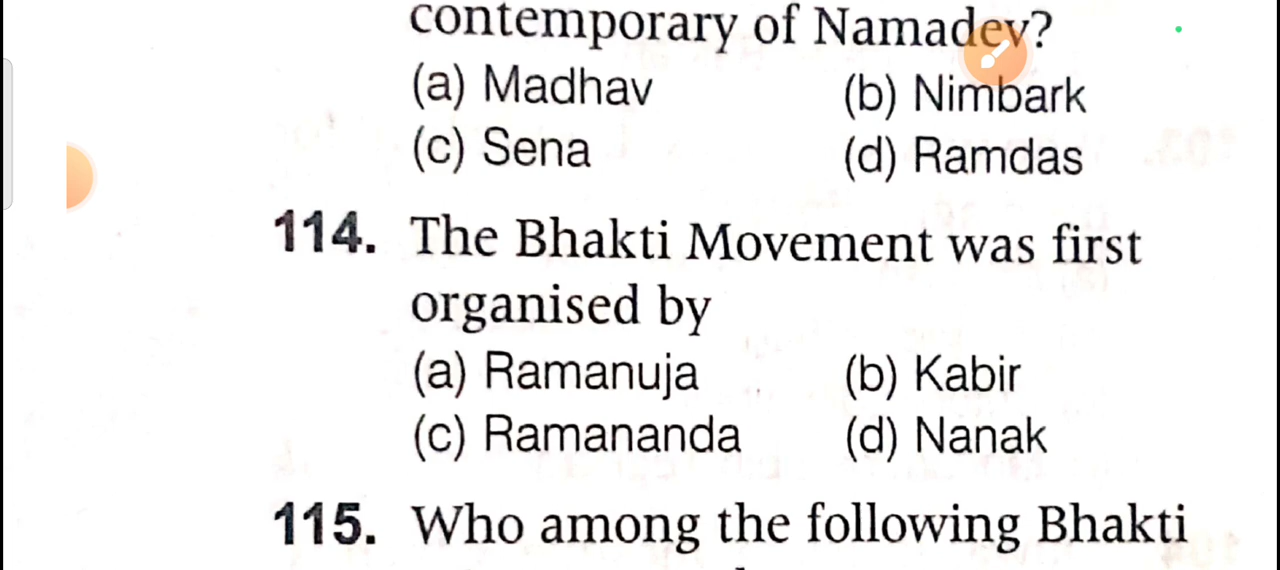 contemporary of Namadev?
(a) Madhav (b) Nimbark
(c) Sena (d) Ramdas
114. The Bhakti Movement was first
organised by
(a) Ramanuja (b) Kabir
(c) Ramananda (d) Nanak
115. Who among the following Bhakti